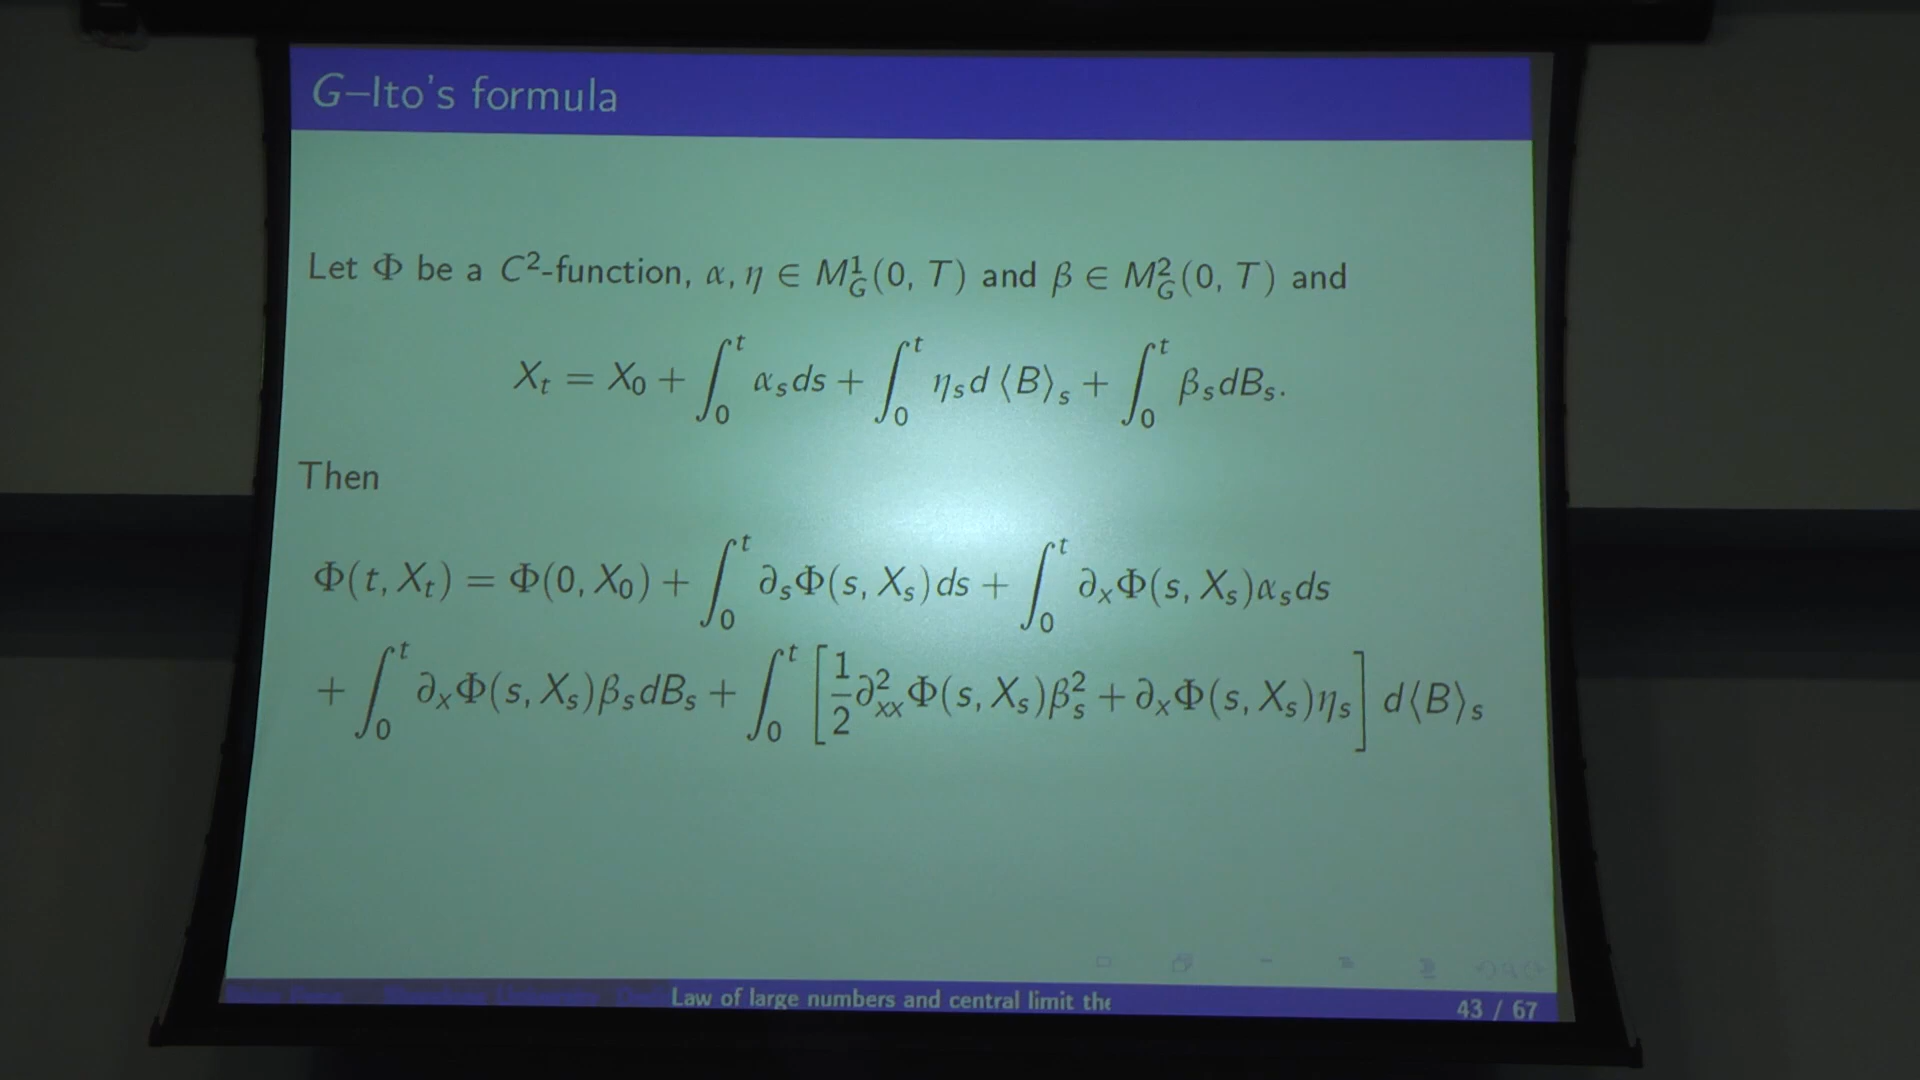 G–Ito's formula
Let Φ be a C²-function, α, η ∈ M¹_G(0, T) and β ∈ M²_G(0, T) and
X_t = X_0 + ∫_0^t α_s ds + ∫_0^t η_s d⟨B⟩_s + ∫_0^t β_s dB_s.
Then
Φ(t, X_t) = Φ(0, X_0) + ∫_0^t ∂_sΦ(s, X_s)ds + ∫_0^t ∂_xΦ(s, X_s)α_s ds
+ ∫_0^t ∂_xΦ(s, X_s)β_s dB_s + ∫_0^t [½∂²_xxΦ(s, X_s)β²_s + ∂_xΦ(s, X_s)η_s] d⟨B⟩_s
Law of large numbers and central limit the
43 / 67